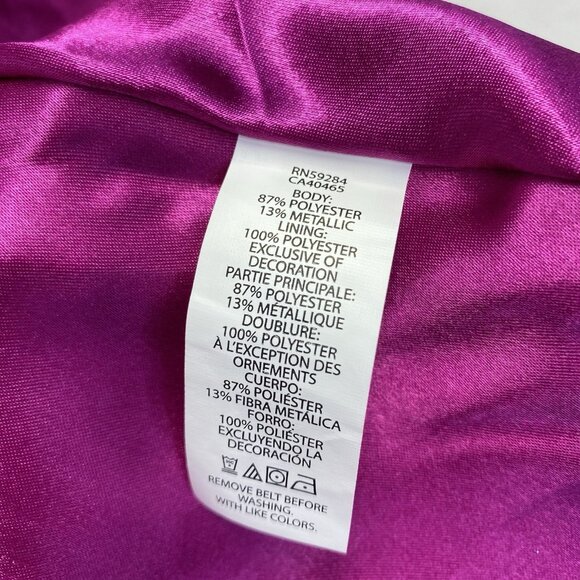 RN59284
CA40465
BODY:
87% POLYESTER
13% METALLIC
LINING:
100% POLYESTER
EXCLUSIVE OF
DECORATION
PARTIE PRINCIPALE:
87% POLYESTER
13% MÉTALLIQUE
DOUBLURE:
100% POLYESTER
À L'EXCEPTION DES
ORNEMENTS
CUERPO:
87% POLIÉSTER
13% FIBRA METÁLICA
FORRO:
100% POLIÉSTER
EXCLUYENDO LA
DECORACIÓN
REMOVE BELT BEFORE
WASHING.
WITH LIKE COLORS.